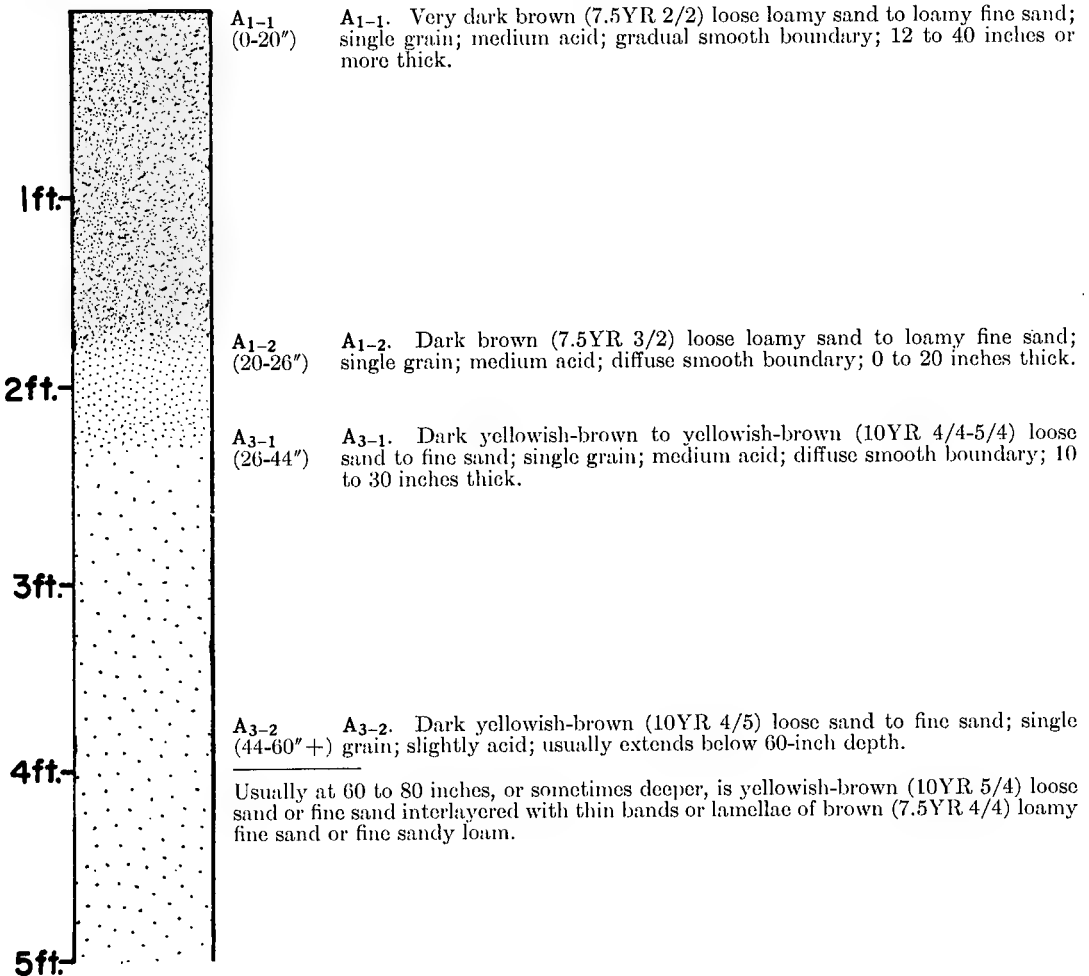 A1-1 A1-1. Very dark brown (7.5YR 2/2) loose loamy sand to loamy fine sand;
(0-20″) single grain; medium acid; gradual smooth boundary; 12 to 40 inches or
more thick.
1ft.
A1-2 A1-2. Dark brown (7.5YR 3/2) loose loamy sand to loamy fine sand;
(20-26″) single grain; medium acid; diffuse smooth boundary; 0 to 20 inches thick.
2ft.
A3-1 A3-1. Dark yellowish-brown to yellowish-brown (10YR 4/4-5/4) loose
(26-44″) sand to fine sand; single grain; medium acid; diffuse smooth boundary; 10
to 30 inches thick.
3ft.
A3-2 A3-2. Dark yellowish-brown (10YR 4/5) loose sand to fine sand; single
(44-60″+) grain; slightly acid; usually extends below 60-inch depth.
4ft.
Usually at 60 to 80 inches, or sometimes deeper, is yellowish-brown (10YR 5/4) loose
sand or fine sand interlayered with thin bands or lamellae of brown (7.5YR 4/4) loamy
fine sand or fine sandy loam.
5ft.